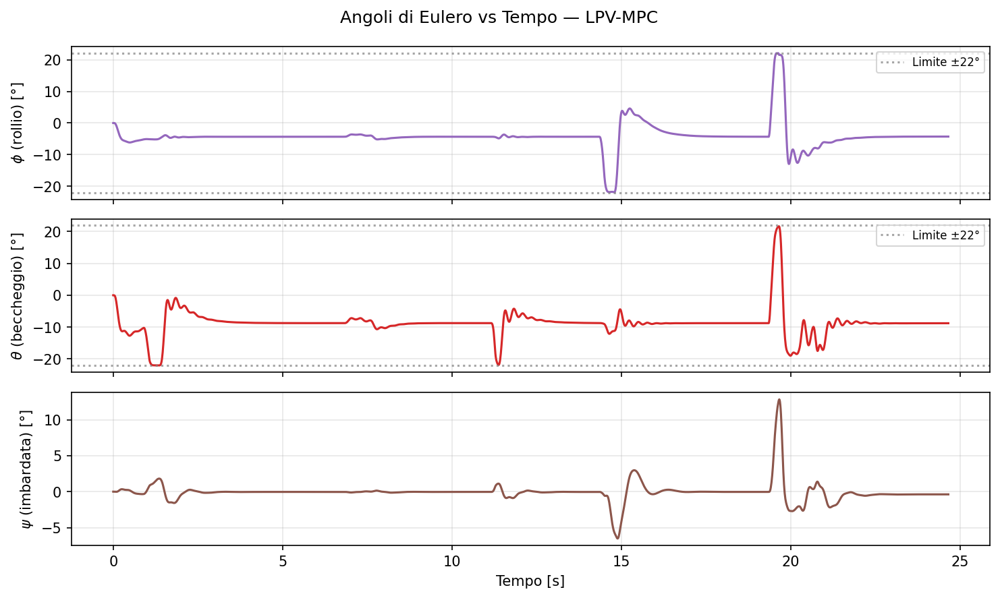 Angoli di Eulero vs Tempo — LPV-MPC
ϕ (rollio) [°]
20
10
0
−10
−20
Limite ±22°
θ (beccheggio) [°]
20
10
0
−10
−20
Limite ±22°
ψ (imbardata) [°]
10
5
0
−5
0 5 10 15 20 25
Tempo [s]